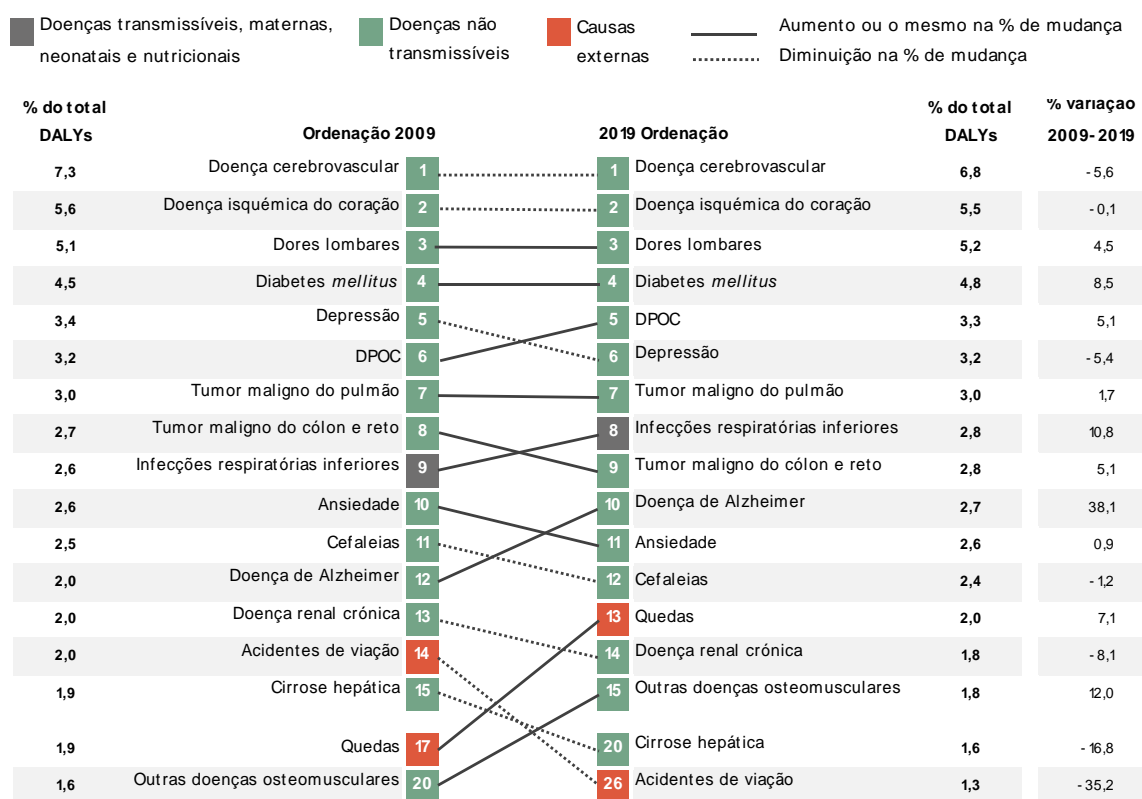 Doenças transmissíveis, maternas,
neonatais e nutricionais
Doenças não
transmissíveis
Causas
externas
Aumento ou o mesmo na % de mudança
Diminuição na % de mudança
% do total
DALYs
Ordenação 2009
2019 Ordenação
% do total
DALYs
% variação
2009-2019
7,3 Doença cerebrovascular 1 1 Doença cerebrovascular 6,8 -5,6
5,6 Doença isquémica do coração 2 2 Doença isquémica do coração 5,5 -0,1
5,1 Dores lombares 3 3 Dores lombares 5,2 4,5
4,5 Diabetes mellitus 4 4 Diabetes mellitus 4,8 8,5
3,4 Depressão 5 5 DPOC 3,3 5,1
3,2 DPOC 6 6 Depressão 3,2 -5,4
3,0 Tumor maligno do pulmão 7 7 Tumor maligno do pulmão 3,0 1,7
2,7 Tumor maligno do cólon e reto 8 8 Infecções respiratórias inferiores 2,8 10,8
2,6 Infecções respiratórias inferiores 9 9 Tumor maligno do cólon e reto 2,8 5,1
2,6 Ansiedade 10 10 Doença de Alzheimer 2,7 38,1
2,5 Cefaleias 11 11 Ansiedade 2,6 0,9
2,0 Doença de Alzheimer 12 12 Cefaleias 2,4 -1,2
2,0 Doença renal crónica 13 13 Quedas 2,0 7,1
2,0 Acidentes de viação 14 14 Doença renal crónica 1,8 -8,1
1,9 Cirrose hepática 15 15 Outras doenças osteomusculares 1,8 12,0
1,9 Quedas 17 20 Cirrose hepática 1,6 -16,8
1,6 Outras doenças osteomusculares 20 26 Acidentes de viação 1,3 -35,2